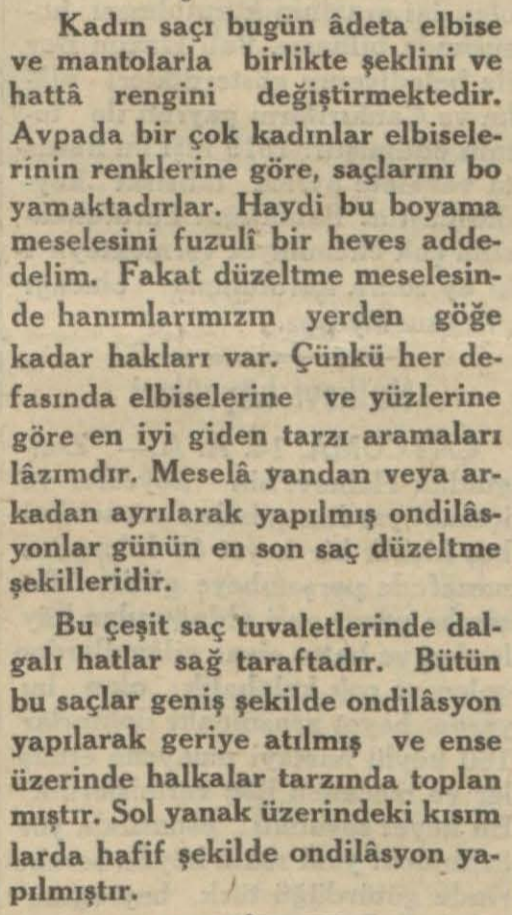 Kadın saçı bugün âdeta elbise
ve mantolarla birlikte şeklini ve
hattâ rengini değiştirmektedir.
Avpada bir çok kadınlar elbisele-
rinin renklerine göre, saçlarını bo
yamaktadırlar. Haydi bu boyama
meselesini fuzulî bir heves adde-
delim. Fakat düzeltme meselesin-
de hanımlarımızın yerden göğe
kadar hakları var. Çünkü her de-
fasında elbiselerine ve yüzlerine
göre en iyi giden tarzı aramaları
lâzımdır. Meselâ yandan veya ar-
kadan ayrılarak yapılmış ondilâs-
yonlar günün en son saç düzeltme
şekilleridir.
Bu çeşit saç tuvaletlerinde dal-
galı hatlar sağ taraftadır. Bütün
bu saçlar geniş şekilde ondilâsyon
yapılarak geriye atılmış ve ense
üzerinde halkalar tarzında toplan
mıştır. Sol yanak üzerindeki kısım
larda hafif şekilde ondilâsyon ya-
pılmıştır.